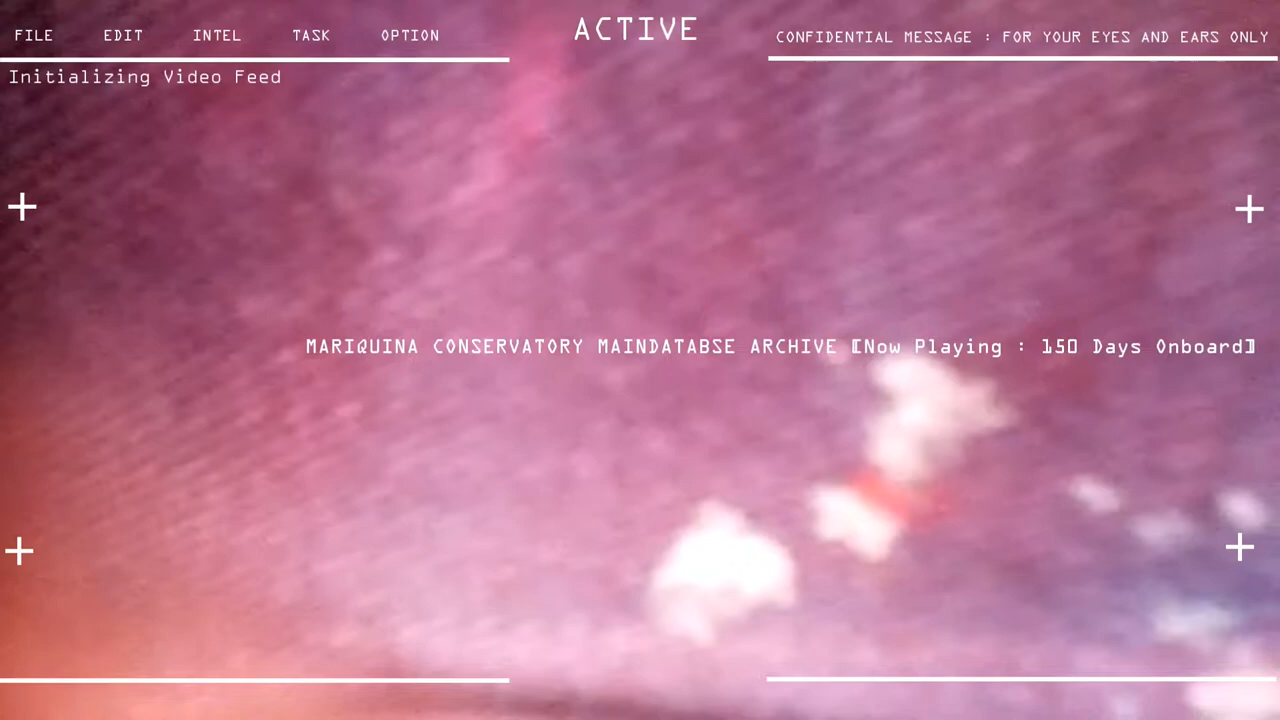 FILE EDIT INTEL TASK OPTION
ACTIVE
CONFIDENTIAL MESSAGE : FOR YOUR EYES AND EARS ONLY
Initializing Video Feed
MARIQUINA CONSERVATORY MAINDATABSE ARCHIVE [Now Playing : 150 Days Onboard]